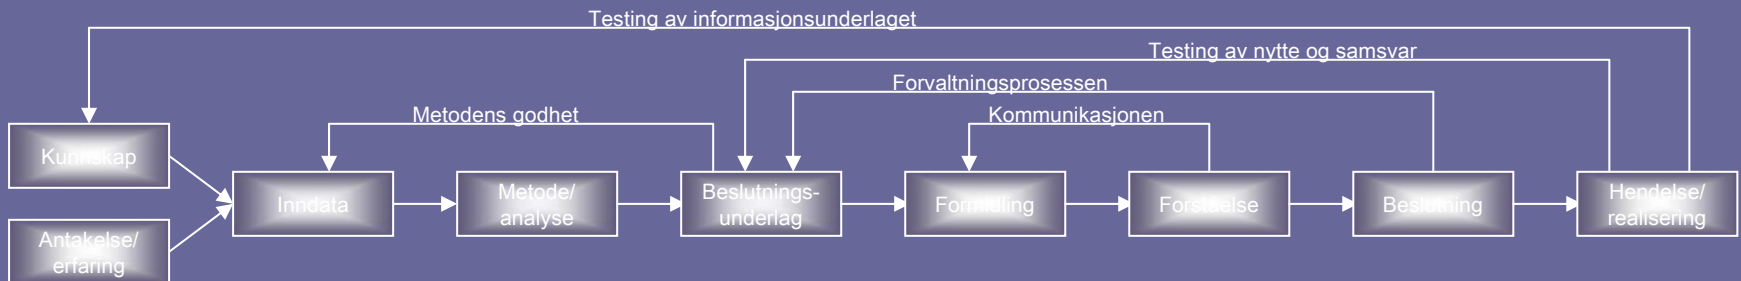 Testing av informasjonsunderlaget
Testing av nytte og samsvar
Forvaltningsprosessen
Metodens godhet
Kommunikasjonen
Kunnskap
Antakelse/
erfaring
Inndata
Metode/
analyse
Beslutnings-
underlag
Formidling
Forståelse
Beslutning
Hendelse/
realisering